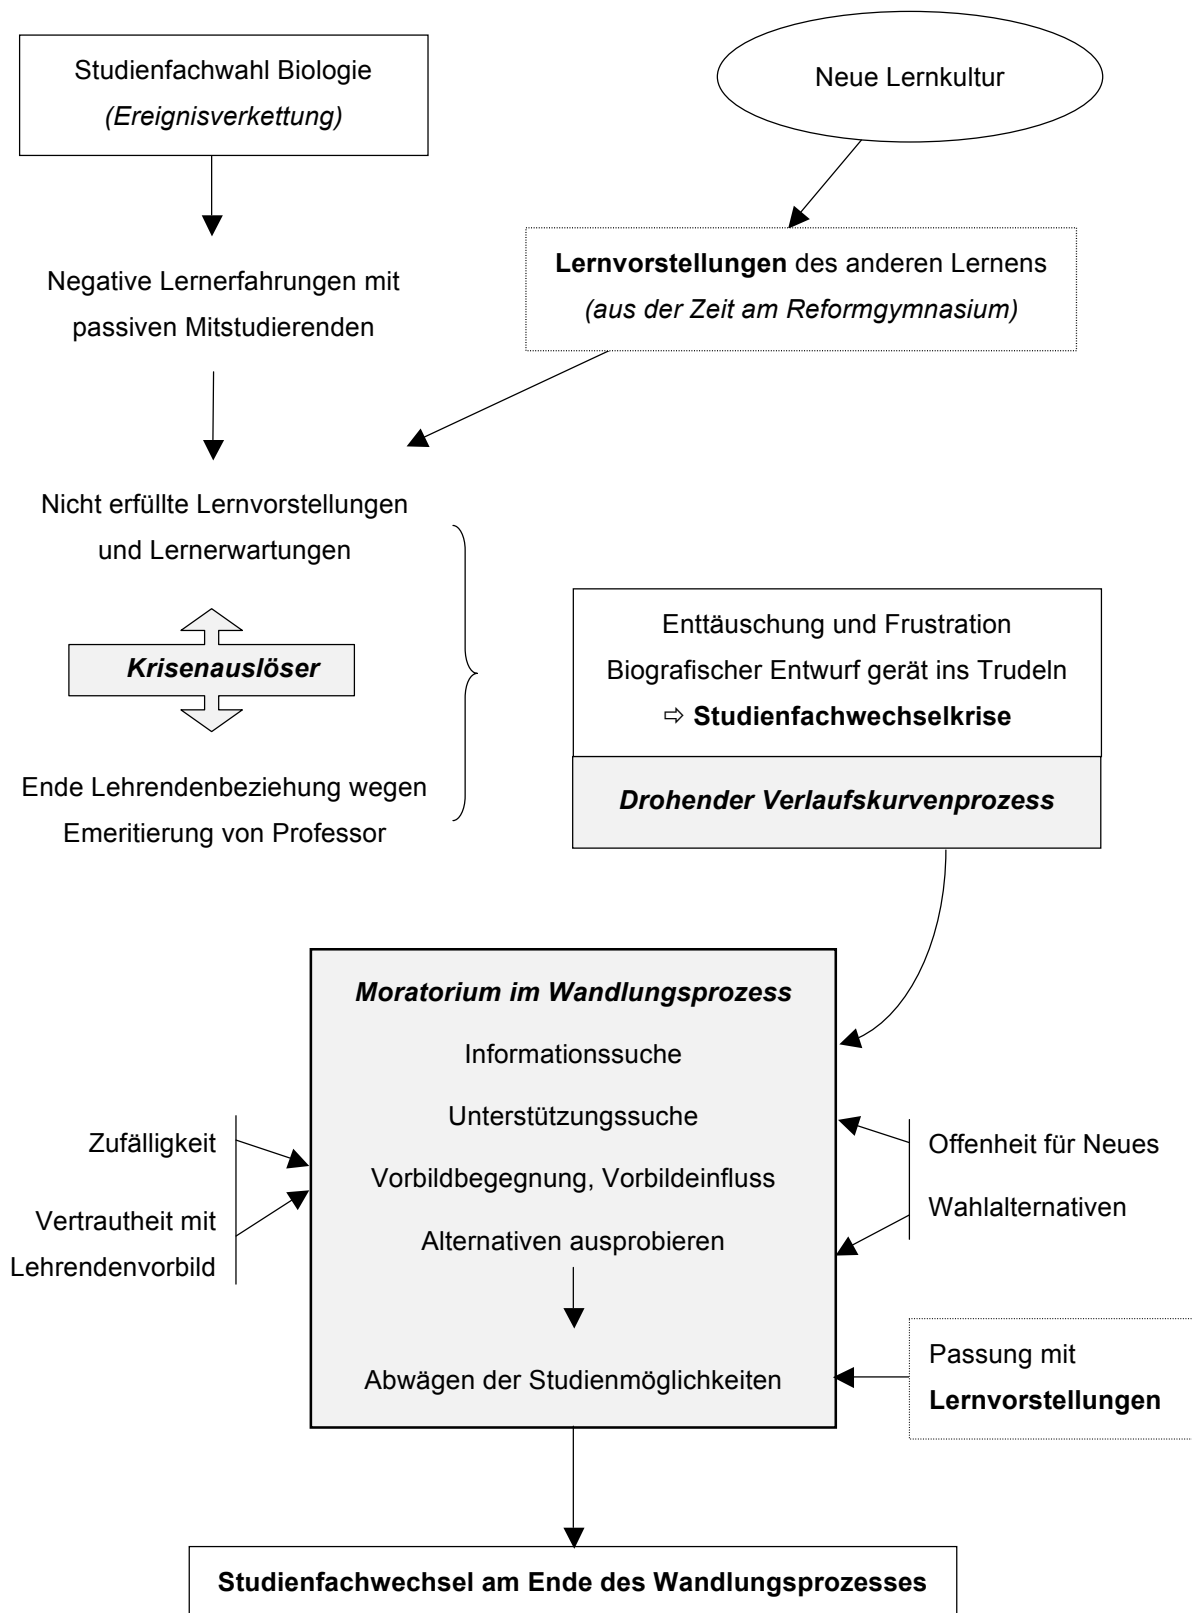 Studienfachwahl Biologie
(Ereignisverkettung)
Neue Lernkultur
Negative Lernerfahrungen mit
passiven Mitstudierenden
Lernvorstellungen des anderen Lernens
(aus der Zeit am Reformgymnasium)
Nicht erfüllte Lernvorstellungen
und Lernerwartungen
Krisenauslöser
Ende Lehrendenbeziehung wegen
Emeritierung von Professor
Enttäuschung und Frustration
Biografischer Entwurf gerät ins Trudeln
⇨ Studienfachwechselkrise
Drohender Verlaufskurvenprozess
Moratorium im Wandlungsprozess
Informationssuche
Unterstützungssuche
Vorbildbegegnung, Vorbildeinfluss
Alternativen ausprobieren
Abwägen der Studienmöglichkeiten
Zufälligkeit
Vertrautheit mit
Lehrendenvorbild
Offenheit für Neues
Wahlalternativen
Passung mit
Lernvorstellungen
Studienfachwechsel am Ende des Wandlungsprozesses